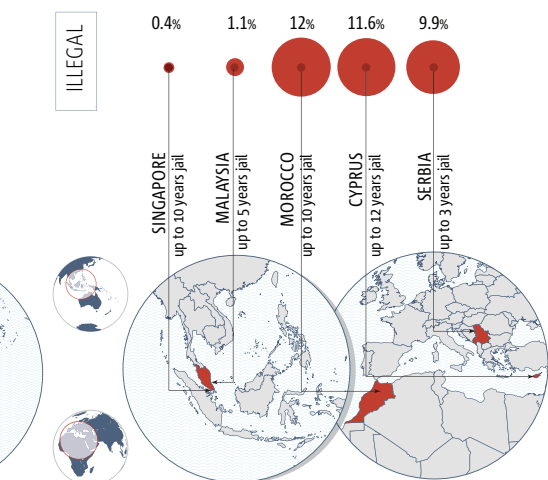 ILLEGAL
0.4%
1.1%
12%
11.6%
9.9%
SINGAPORE
up to 10 years jail
MALAYSIA
up to 5 years jail
MOROCCO
up to 10 years jail
CYPRUS
up to 12 years jail
SERBIA
up to 3 years jail